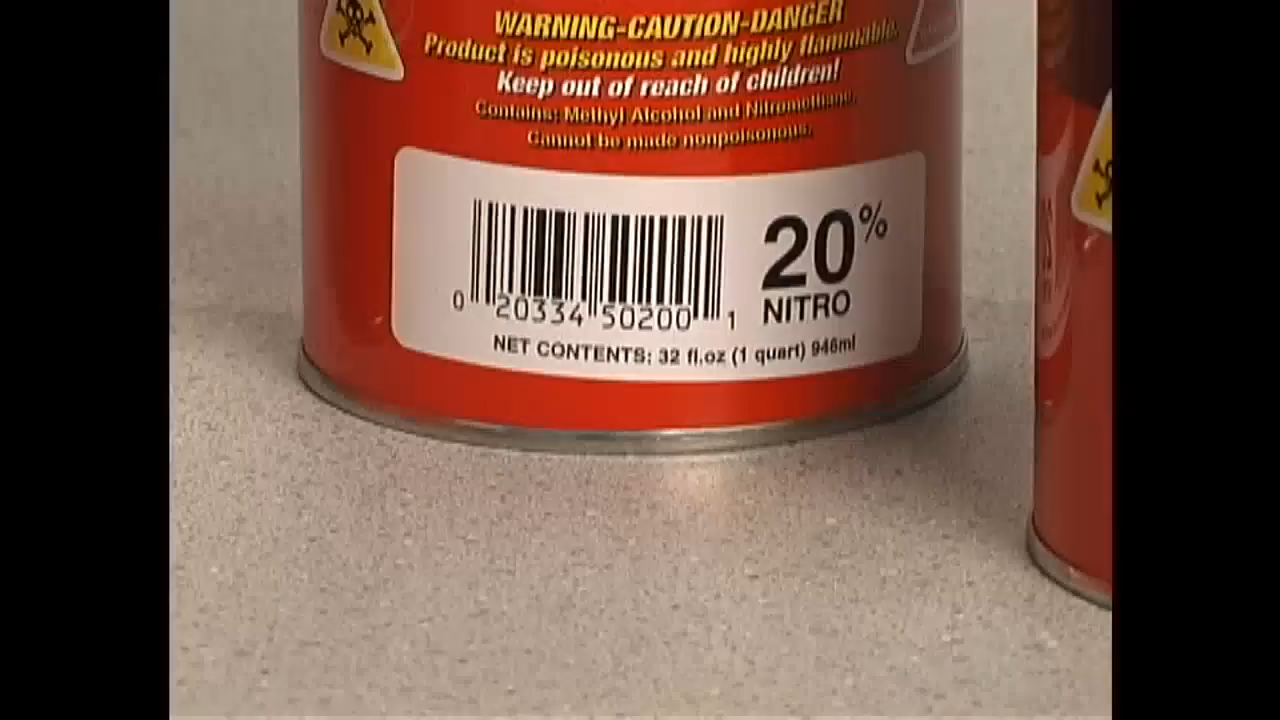 WARNING-CAUTION-DANGER
Product is poisonous and highly flammable.
Keep out of reach of children!
Contains: Methyl Alcohol and Nitromethane.
Cannot be made nonpoisonous.
20%
NITRO
0 20334 50200 1
NET CONTENTS: 32 fl.oz (1 quart) 946ml